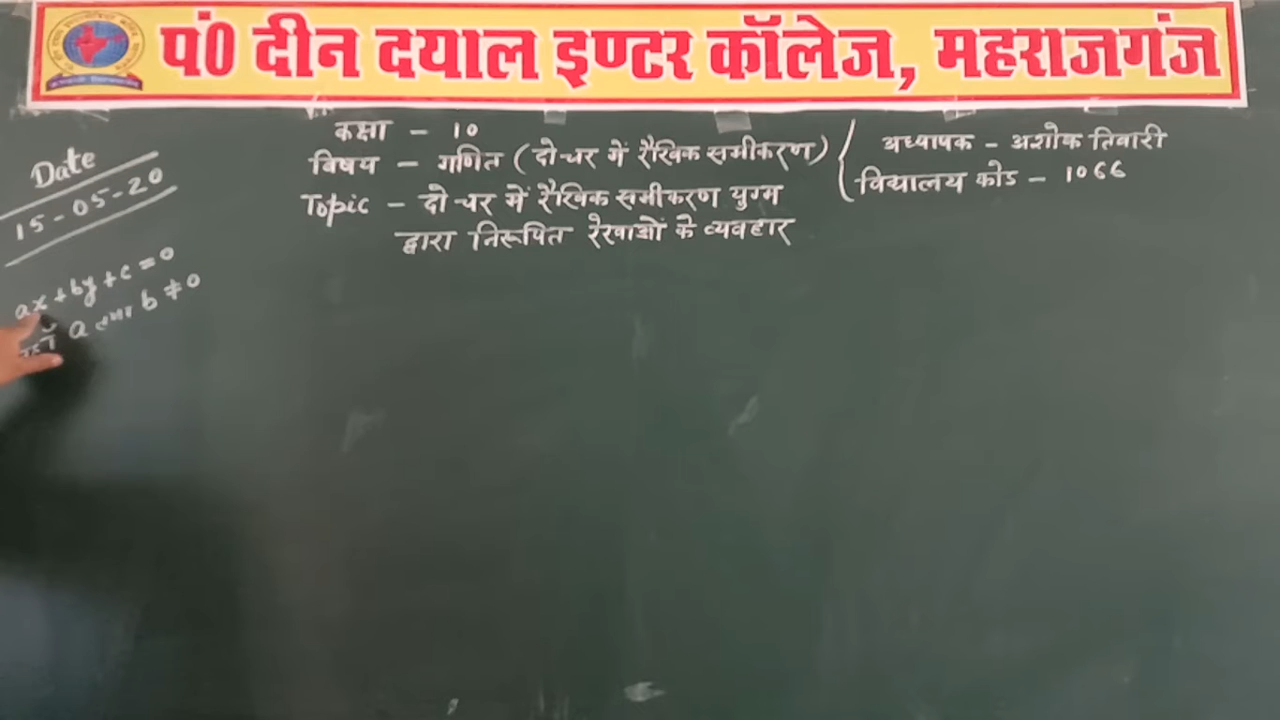 पं0 दीन दयाल इण्टर कॉलेज, महराजगंज
Date
15-05-20
ax + by + c = 0
a तथा b ≠ 0
कक्षा - 10
विषय - गणित (दो चर में रैखिक समीकरण)
Topic - दो चर में रैखिक समीकरण युग्म
द्वारा निरूपित रेखाओं के व्यवहार
अध्यापक - अशोक तिवारी
विद्यालय कोड - 1066